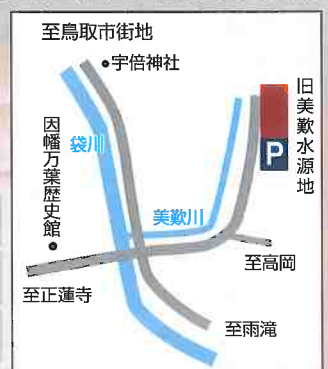 至鳥取市街地
宇倍神社
旧美歎水源地
P
袋川
因幡万葉歴史館
美歎川
至高岡
至正蓮寺
至雨滝